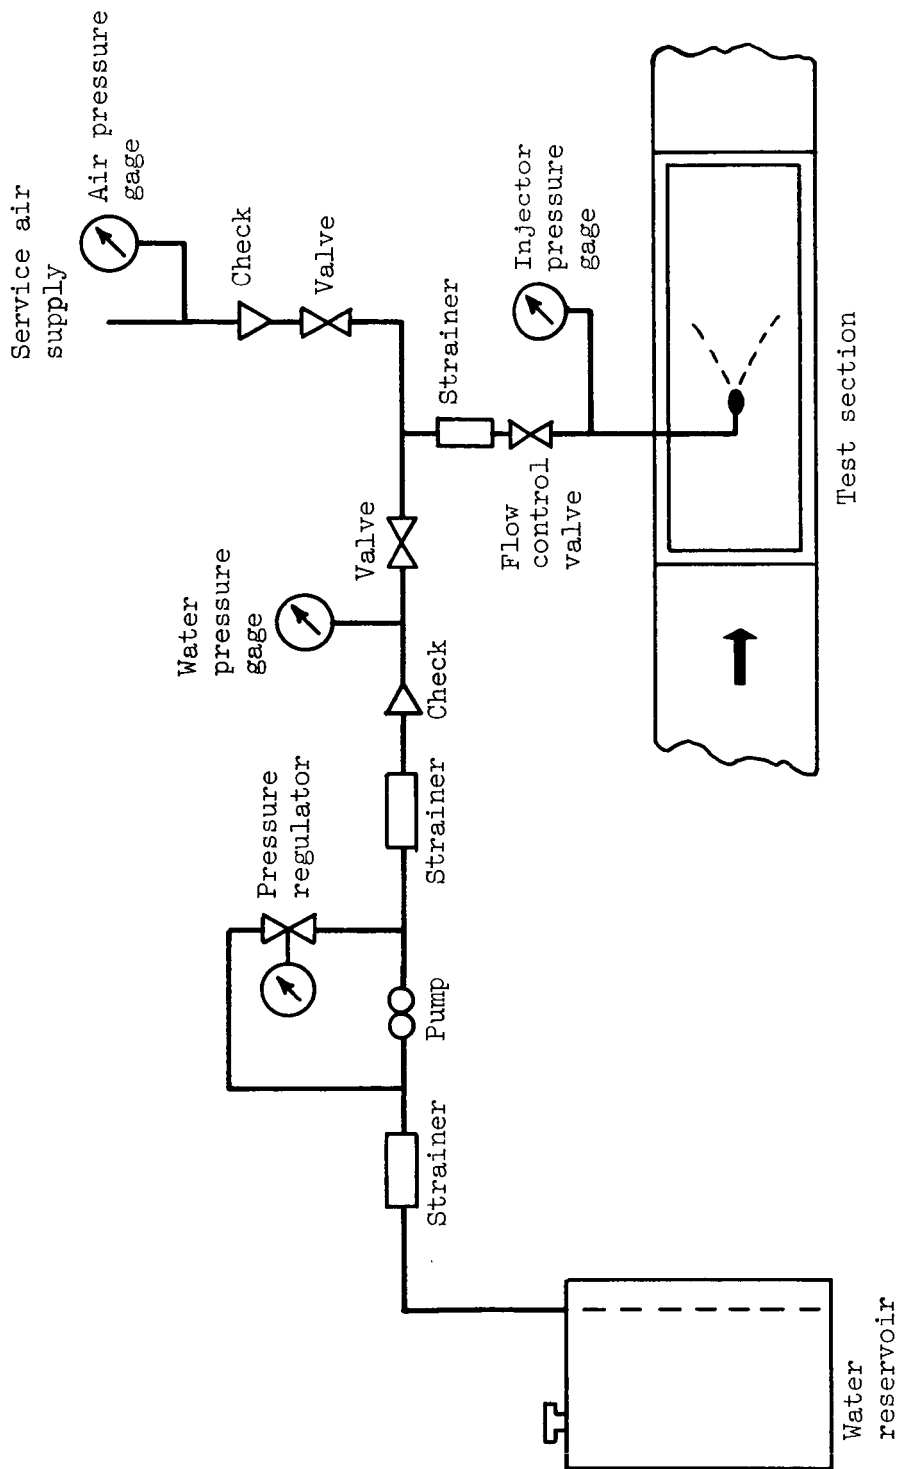 Service air
supply
Air pressure
gage
Check
Valve
Strainer
Injector
pressure
gage
Flow
control
valve
Valve
Water
pressure
gage
Check
Strainer
Pressure
regulator
Pump
Strainer
Water
reservoir
Test section